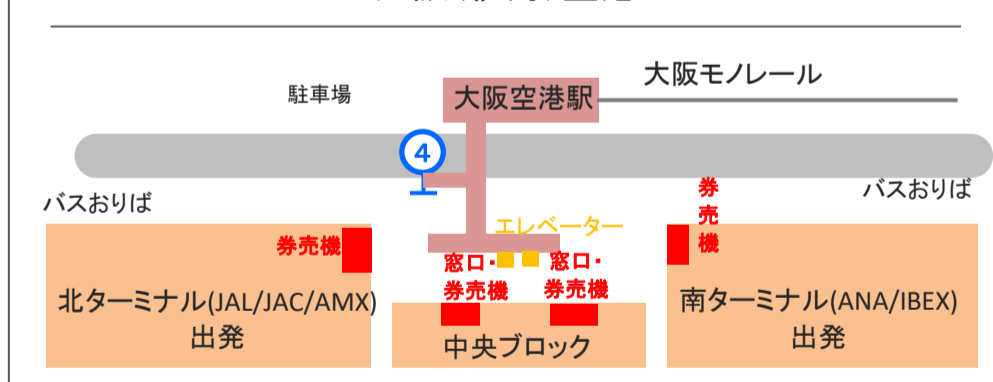 大阪モノレール
駐車場
大阪空港駅
4
バスおりば
バスおりば
券売機
エレベーター
券売機
窓口・
券売機
窓口・
券売機
北ターミナル(JAL/JAC/AMX)
出発
中央ブロック
南ターミナル(ANA/IBEX)
出発